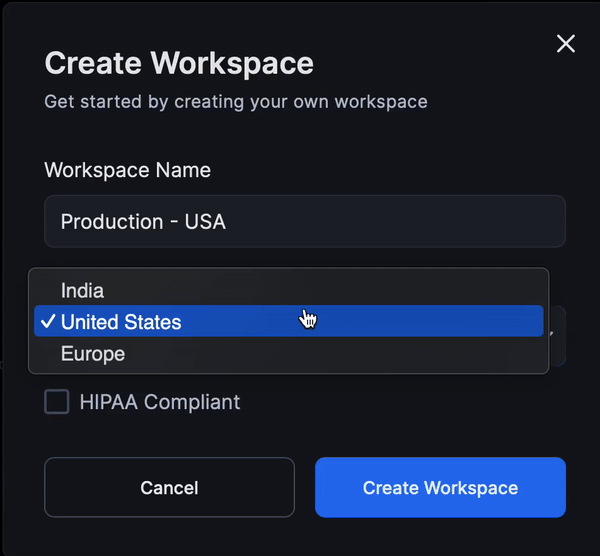 Create Workspace
Get started by creating your own workspace
Workspace Name
Production - USA
India
✓ United States
Europe
HIPAA Compliant
Cancel
Create Workspace